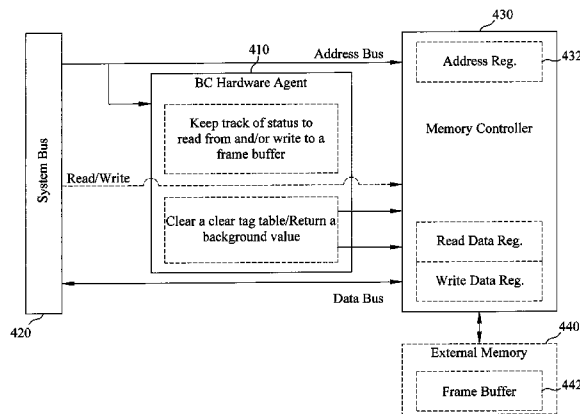 430
410
Address Bus
Address Reg.
432
BC Hardware Agent
Keep track of status to
read from and/or write to a
frame buffer
Memory Controller
System Bus
Read/Write
Clear a clear tag table/Return a
background value
Read Data Reg.
Write Data Reg.
Data Bus
420
440
External Memory
Frame Buffer
442